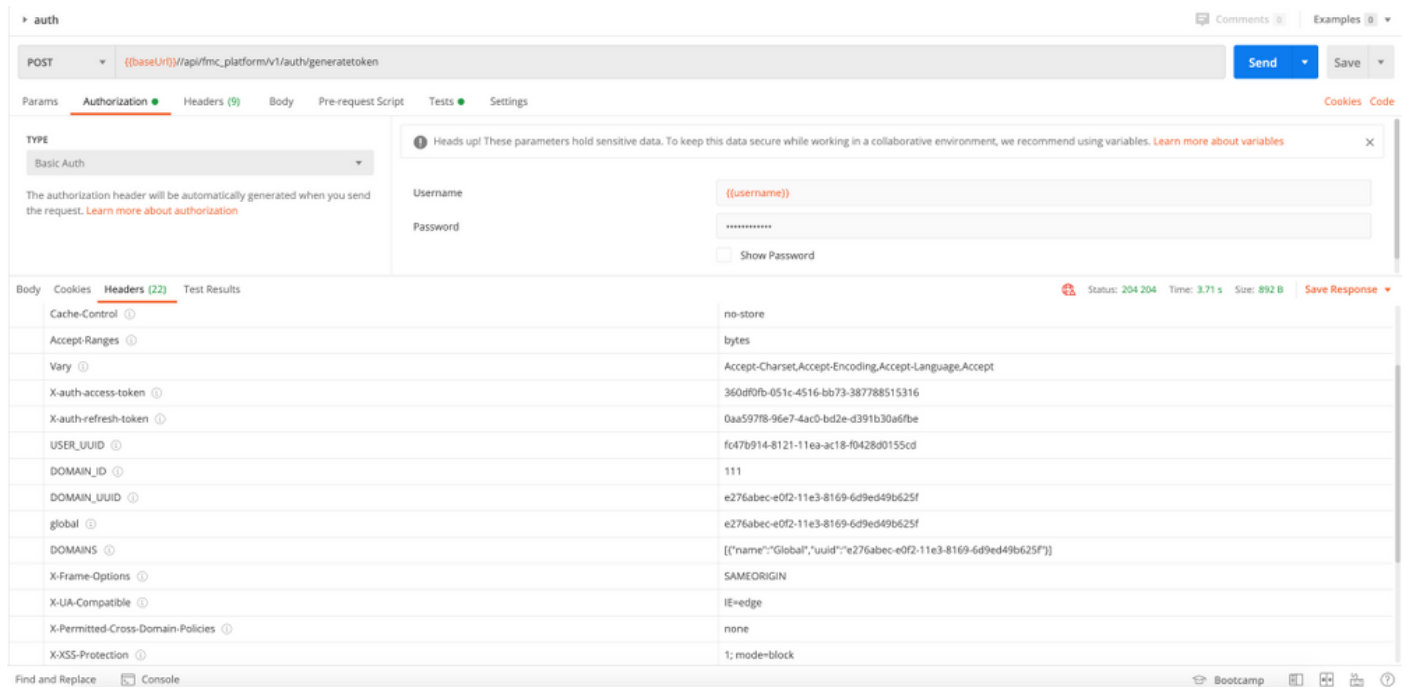 auth
Comments 0 Examples 0
POST {{baseUrl}}//api/fmc_platform/v1/auth/generatetoken Send Save
Params Authorization Headers (9) Body Pre-request Script Tests Settings Cookies Code
TYPE
Heads up! These parameters hold sensitive data. To keep this data secure while working in a collaborative environment, we recommend using variables. Learn more about variables
Basic Auth
The authorization header will be automatically generated when you send
the request. Learn more about authorization
Username {{username}}
Password ••••••••••••
Show Password
Body Cookies Headers (22) Test Results Status: 204 204 Time: 3.71 s Size: 892 B Save Response
Cache-Control no-store
Accept-Ranges bytes
Vary Accept-Charset,Accept-Encoding,Accept-Language,Accept
X-auth-access-token 360df0fb-051c-4516-bb73-387788515316
X-auth-refresh-token 0aa597f8-96e7-4ac0-bd2e-d391b30a6fbe
USER_UUID fc47b914-8121-11ea-ac18-f0428d0155cd
DOMAIN_ID 111
DOMAIN_UUID e276abec-e0f2-11e3-8169-6d9ed49b625f
global e276abec-e0f2-11e3-8169-6d9ed49b625f
DOMAINS [{"name":"Global","uuid":"e276abec-e0f2-11e3-8169-6d9ed49b625f"}]
X-Frame-Options SAMEORIGIN
X-UA-Compatible IE=edge
X-Permitted-Cross-Domain-Policies none
X-XSS-Protection 1; mode=block
Find and Replace Console Bootcamp